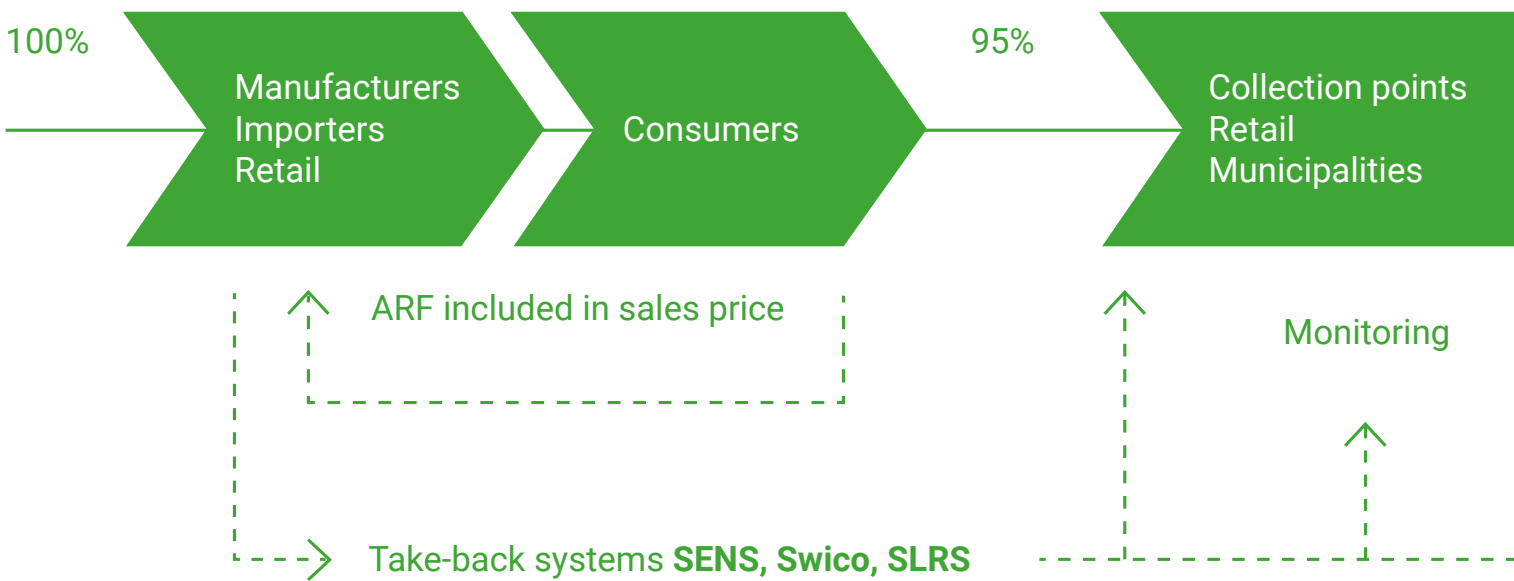 100%
95%
Manufacturers
Importers
Retail
Consumers
Collection points
Retail
Municipalities
ARF included in sales price
Monitoring
Take-back systems SENS, Swico, SLRS